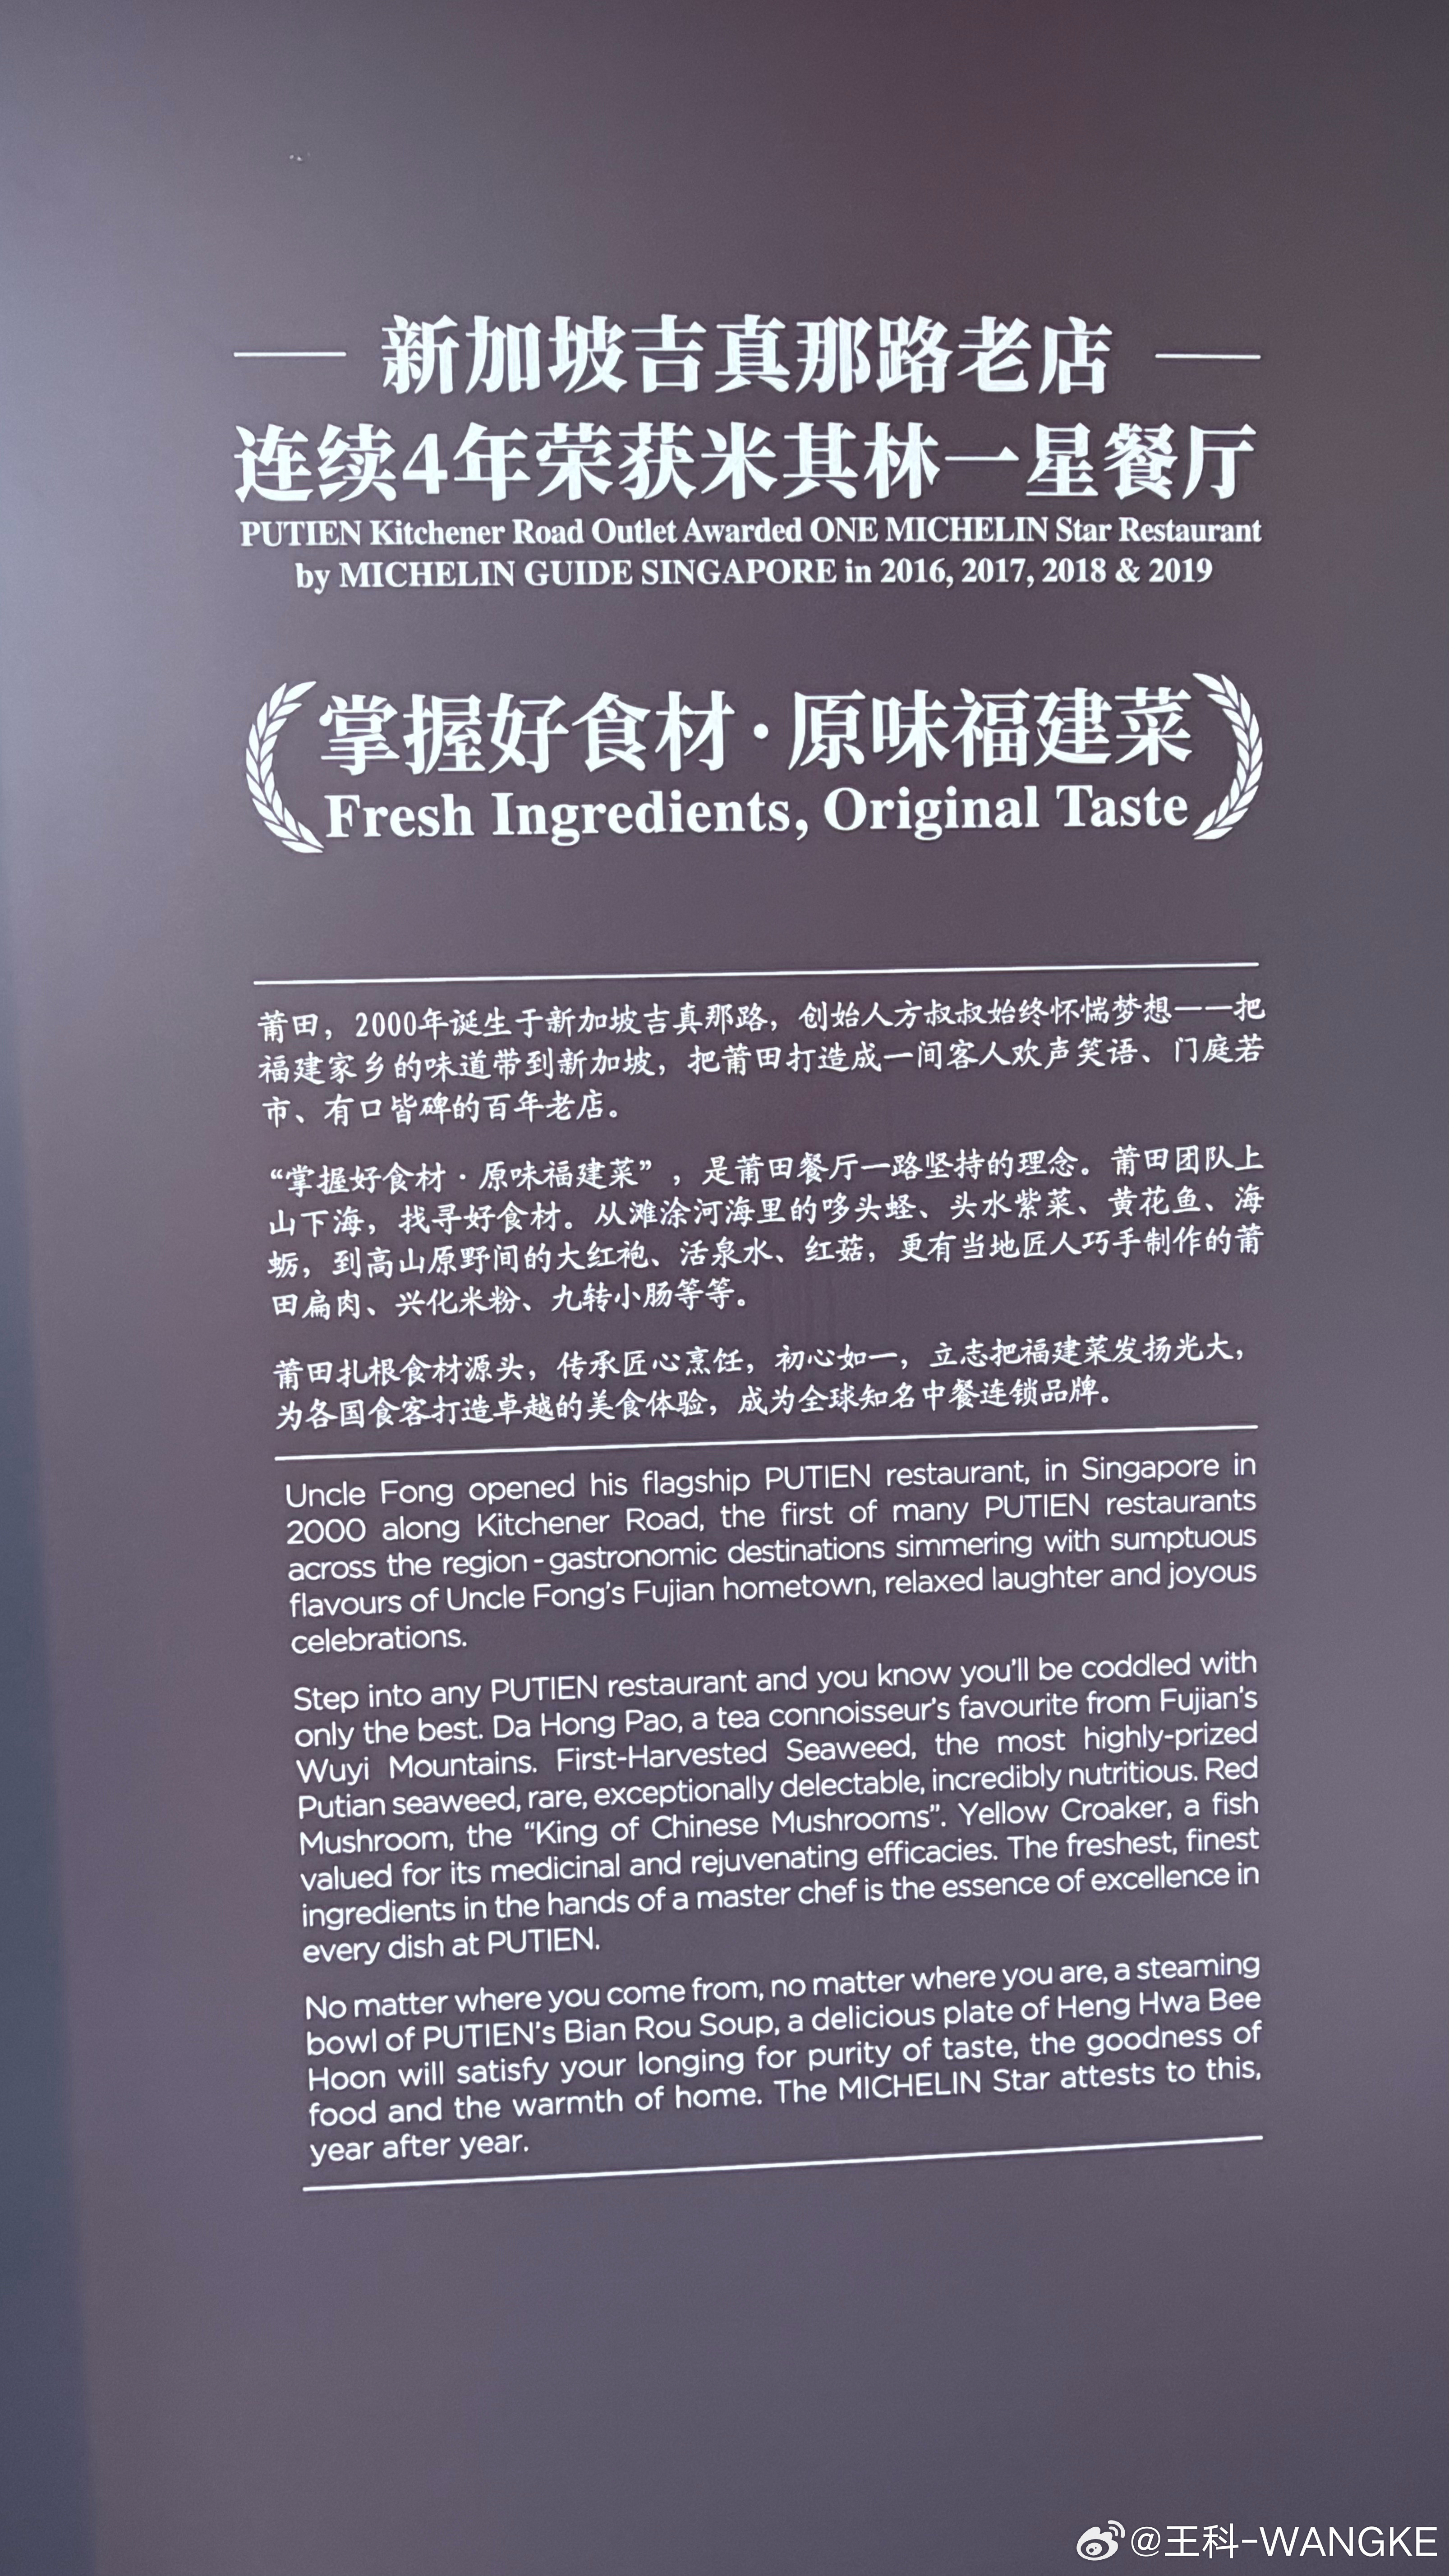 新加坡吉真那路老店
连续4年荣获米其林一星餐厅
PUTIEN Kitchener Road Outlet Awarded ONE MICHELIN Star Restaurant
by MICHELIN GUIDE SINGAPORE in 2016, 2017, 2018 & 2019
掌握好食材·原味福建菜
Fresh Ingredients, Original Taste
莆田，2000年诞生于新加坡吉真那路，创始人方叔叔始终怀惴梦想——把
福建家乡的味道带到新加坡，把莆田打造成一间客人欢声笑语、门庭若
市、有口皆碑的百年老店。
“掌握好食材·原味福建菜”，是莆田餐厅一路坚持的理念。莆田团队上
山下海，找寻好食材。从滩涂河海里的哆头蛏、头水紫菜、黄花鱼、海
蛎，到高山原野间的大红袍、活泉水、红菇，更有当地匠人巧手制作的莆
田扁肉、兴化米粉、九转小肠等等。
莆田扎根食材源头，传承匠心烹饪，初心如一，立志把福建菜发扬光大，
为各国食客打造卓越的美食体验，成为全球知名中餐连锁品牌。
Uncle Fong opened his flagship PUTIEN restaurant, in Singapore in
2000 along Kitchener Road, the first of many PUTIEN restaurants
across the region - gastronomic destinations simmering with sumptuous
flavours of Uncle Fong's Fujian hometown, relaxed laughter and joyous
celebrations.
Step into any PUTIEN restaurant and you know you'll be coddled with
only the best. Da Hong Pao, a tea connoisseur's favourite from Fujian's
Wuyi Mountains. First-Harvested Seaweed, the most highly-prized
Putian seaweed, rare, exceptionally delectable, incredibly nutritious. Red
Mushroom, the “King of Chinese Mushrooms”. Yellow Croaker, a fish
valued for its medicinal and rejuvenating efficacies. The freshest, finest
ingredients in the hands of a master chef is the essence of excellence in
every dish at PUTIEN.
No matter where you come from, no matter where you are, a steaming
bowl of PUTIEN's Bian Rou Soup, a delicious plate of Heng Hwa Bee
Hoon will satisfy your longing for purity of taste, the goodness of
food and the warmth of home. The MICHELIN Star attests to this,
year after year.
@王科-WANGKE